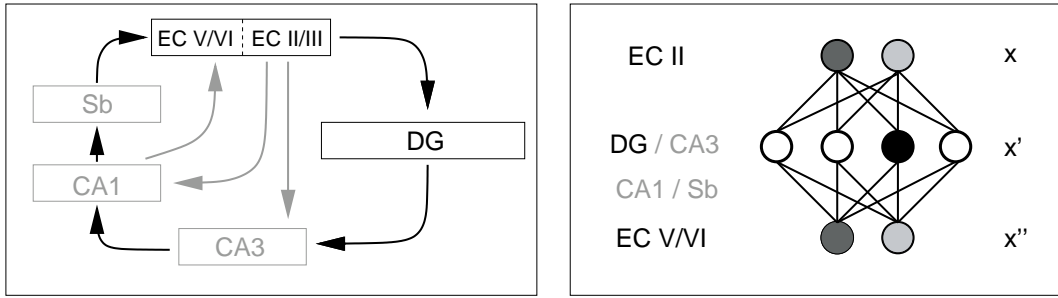 EC V/VI EC II/III
Sb
DG
CA1
CA3
EC II x
DG / CA3 x’
CA1 / Sb
EC V/VI x’’